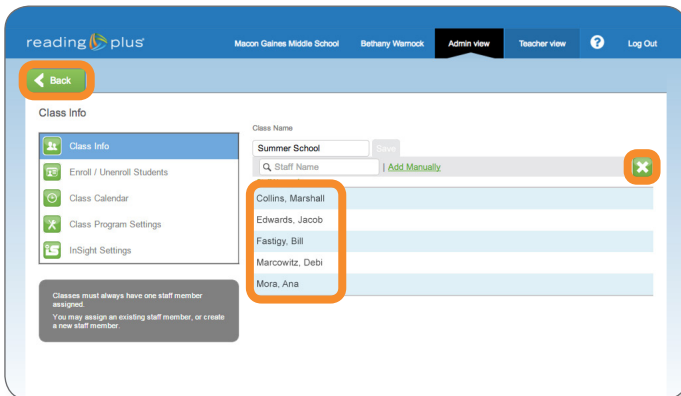 reading plus
Macon Gaines Middle School Bethany Warnock Admin view Teacher view ? Log Out
Back
Class Info
Class Name
Class Info
Summer School Save
Staff Name | Add Manually
Enroll / Unenroll Students
Class Calendar
Class Program Settings
InSight Settings
Collins, Marshall
Edwards, Jacob
Fastigy, Bill
Marcowitz, Debi
Mora, Ana
Classes must always have one staff member
assigned.
You may assign an existing staff member, or create
a new staff member.